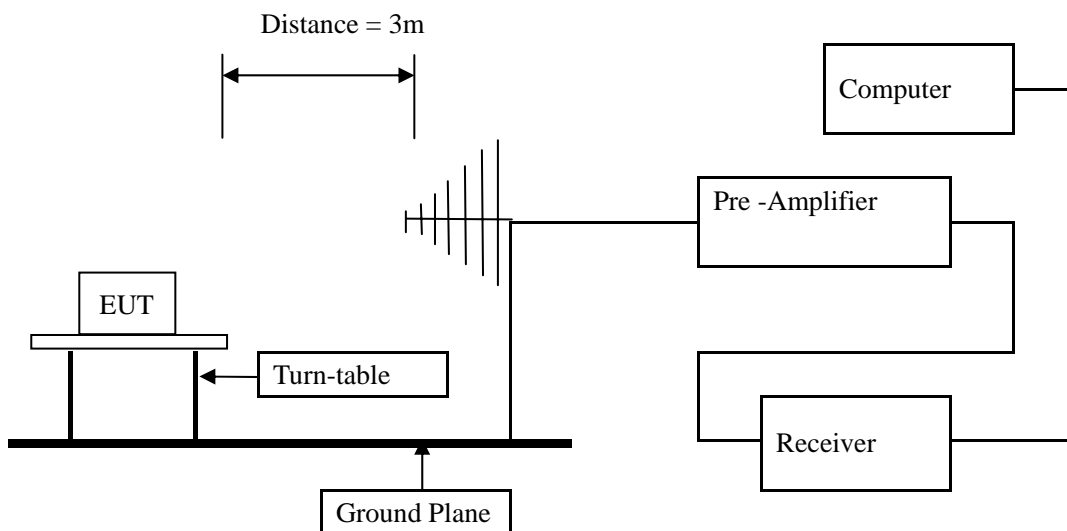 Distance = 3m
Computer
Pre -Amplifier
EUT
Turn-table
Receiver
Ground Plane